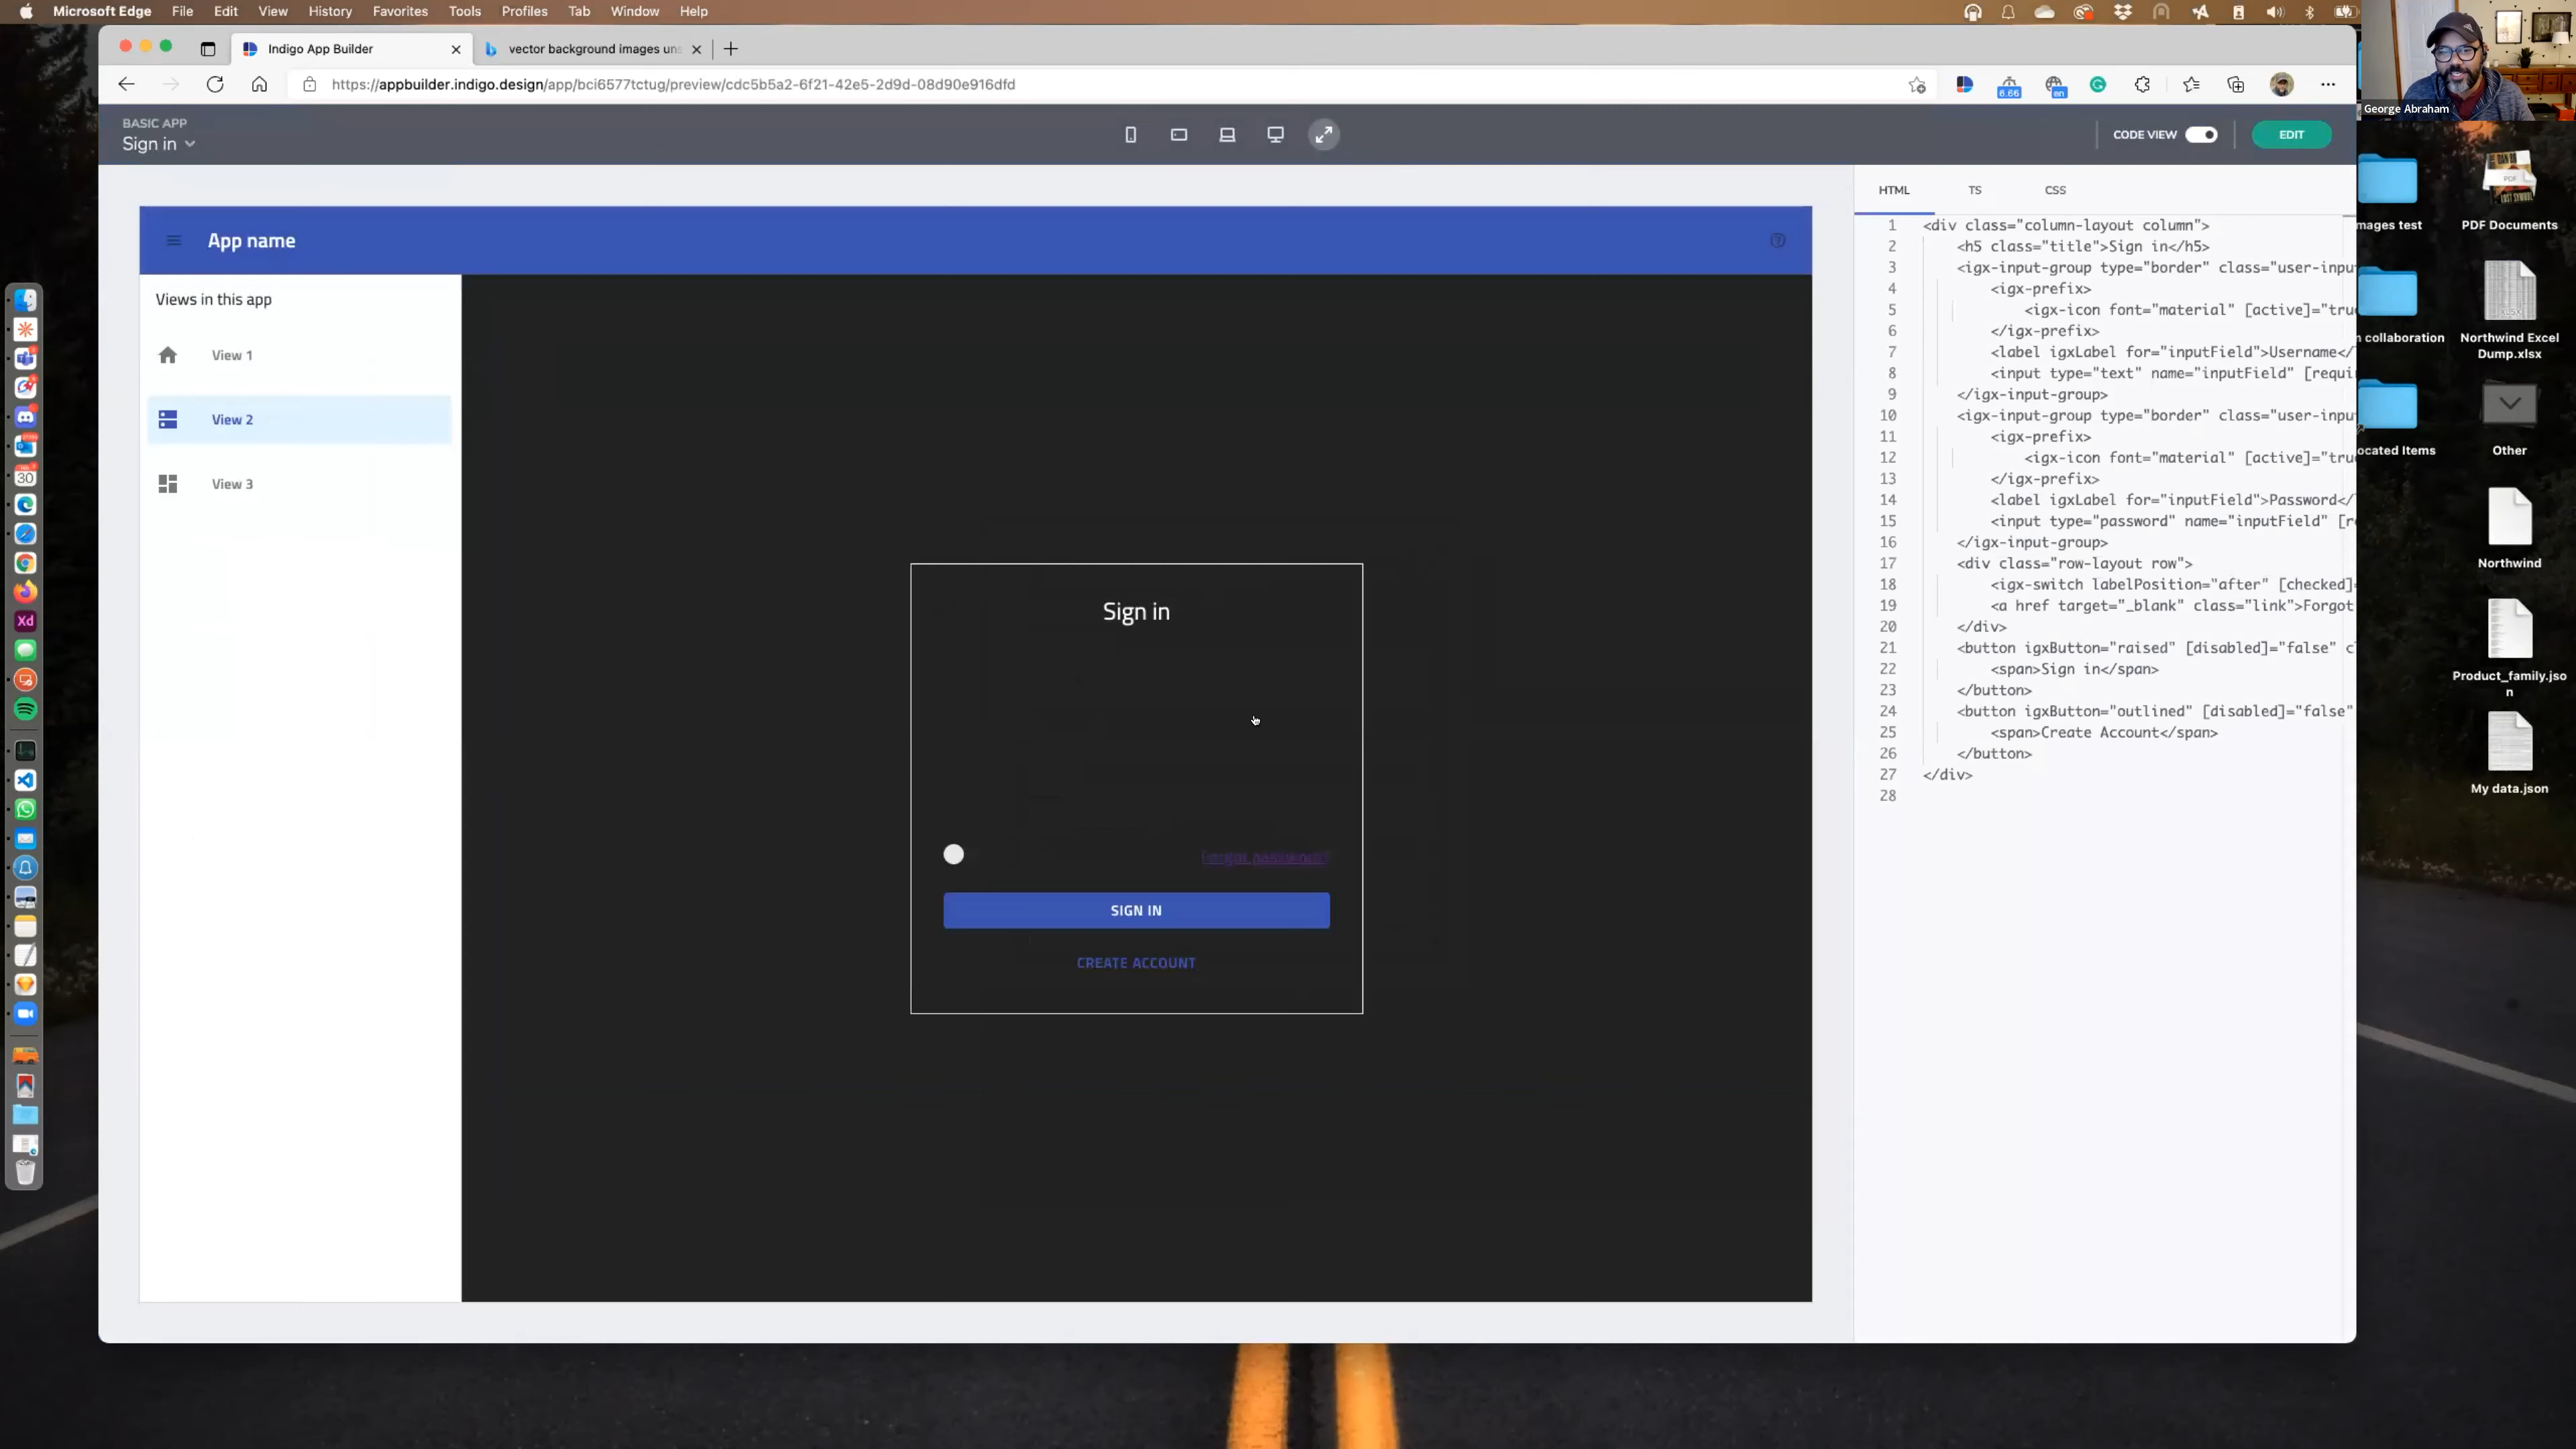 Microsoft Edge File Edit View History Favorites Tools Profiles Tab Window Help
Indigo App Builder
vector background images uns
https://appbuilder.indigo.design/app/bci6577tctug/preview/cdc5b5a2-6f21-42e5-2d9d-08d90e916dfd
6.66
en
George Abraham
BASIC APP
Sign in
CODE VIEW
EDIT
App name
Views in this app
View 1
View 2
View 3
Sign in
Forgot password?
SIGN IN
CREATE ACCOUNT
HTML TS CSS
1 <div class="column-layout column">
2 <h5 class="title">Sign in</h5>
3 <igx-input-group type="border" class="user-inpu
4 <igx-prefix>
5 <igx-icon font="material" [active]="tru
6 </igx-prefix>
7 <label igxLabel for="inputField">Username</
8 <input type="text" name="inputField" [requi
9 </igx-input-group>
10 <igx-input-group type="border" class="user-inpu
11 <igx-prefix>
12 <igx-icon font="material" [active]="tru
13 </igx-prefix>
14 <label igxLabel for="inputField">Password</
15 <input type="password" name="inputField" [r
16 </igx-input-group>
17 <div class="row-layout row">
18 <igx-switch labelPosition="after" [checked]
19 <a href target="_blank" class="link">Forgot
20 </div>
21 <button igxButton="raised" [disabled]="false" c
22 <span>Sign in</span>
23 </button>
24 <button igxButton="outlined" [disabled]="false"
25 <span>Create Account</span>
26 </button>
27 </div>
28
mages test
PDF Documents
collaboration
Northwind Excel
Dump.xlsx
ocated Items
Other
Northwind
Product_family.jso
n
My data.json
PDF
XLSX
30
Xd